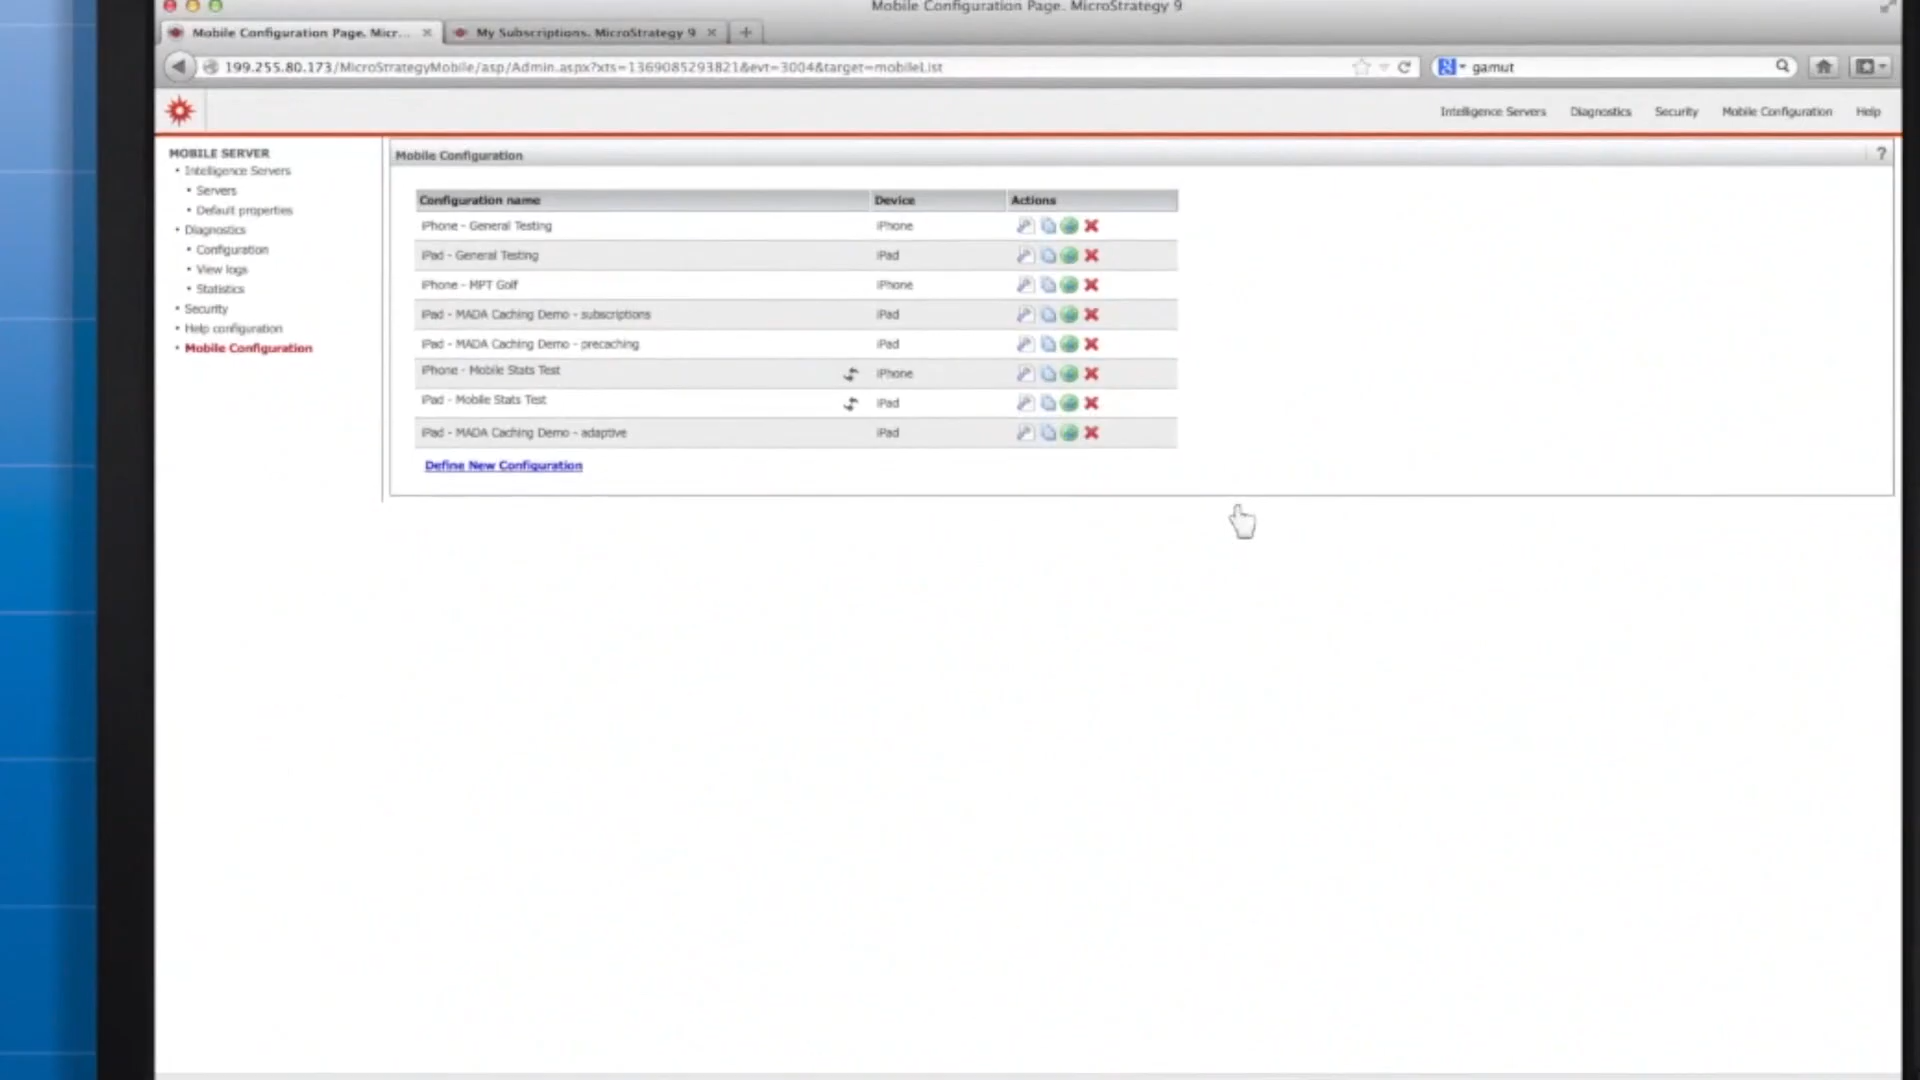 Mobile Configuration Page. MicroStrategy 9
Mobile Configuration Page. Micr...
My Subscriptions. MicroStrategy 9
199.255.80.173/MicroStrategyMobile/asp/Admin.aspx?xts=1369085293821&evt=3004&target=mobileList
gamut
Intelligence Servers Diagnostics Security Mobile Configuration Help
MOBILE SERVER
Intelligence Servers
Servers
Default properties
Diagnostics
Configuration
View logs
Statistics
Security
Help configuration
Mobile Configuration
Mobile Configuration ?
Configuration name Device Actions
iPhone - General Testing iPhone
iPad - General Testing iPad
iPhone - MPT Golf iPhone
iPad - MADA Caching Demo - subscriptions iPad
iPad - MADA Caching Demo - precaching iPad
iPhone - Mobile Stats Test iPhone
iPad - Mobile Stats Test iPad
iPad - MADA Caching Demo - adaptive iPad
Define New Configuration